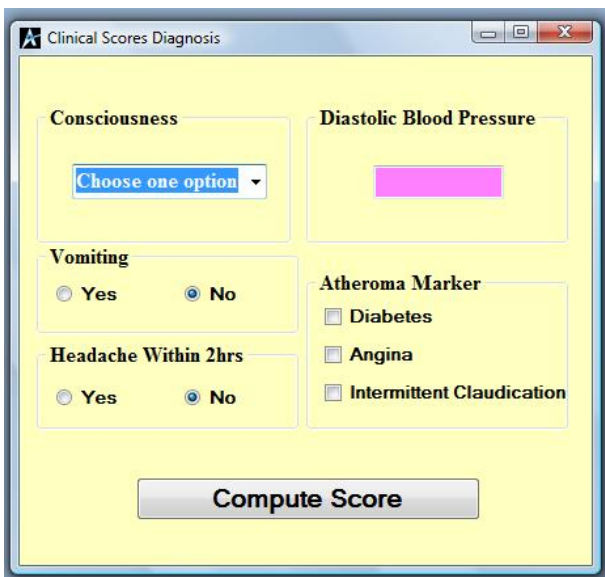 Clinical Scores Diagnosis
Consciousness
Choose one option
Diastolic Blood Pressure
Vomiting
Yes No
Headache Within 2hrs
Yes No
Atheroma Marker
Diabetes
Angina
Intermittent Claudication
Compute Score